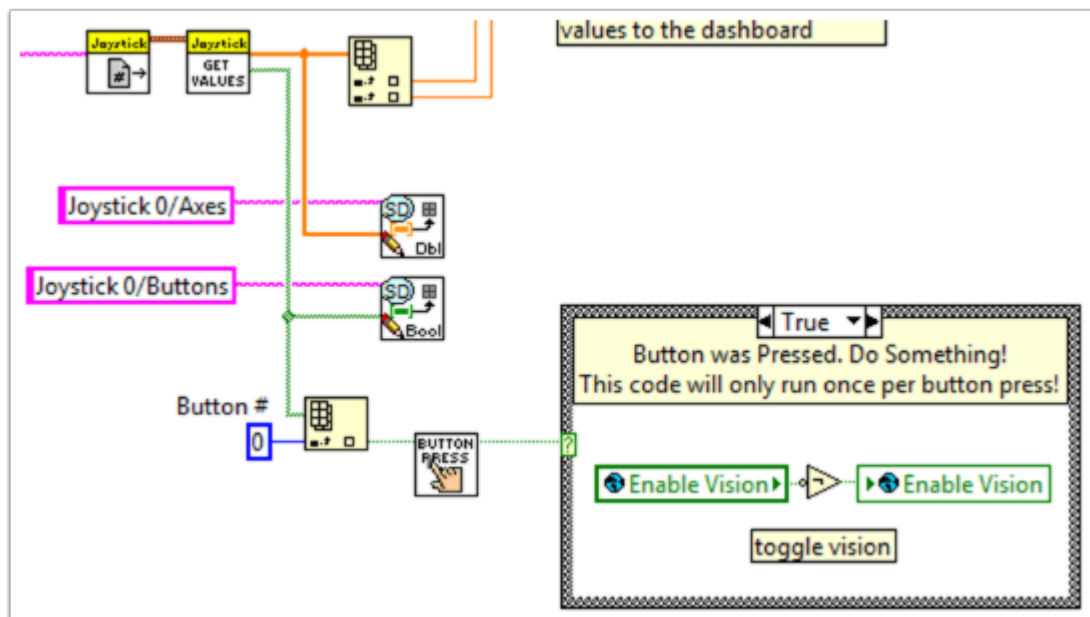 values to the dashboard
Joystick
Joystick
#
GET
VALUES
Joystick 0/Axes
SD
Dbl
Joystick 0/Buttons
SD
Bool
True
Button was Pressed. Do Something!
This code will only run once per button press!
Button #
0
BUTTON
PRESS
?
Enable Vision
Enable Vision
toggle vision